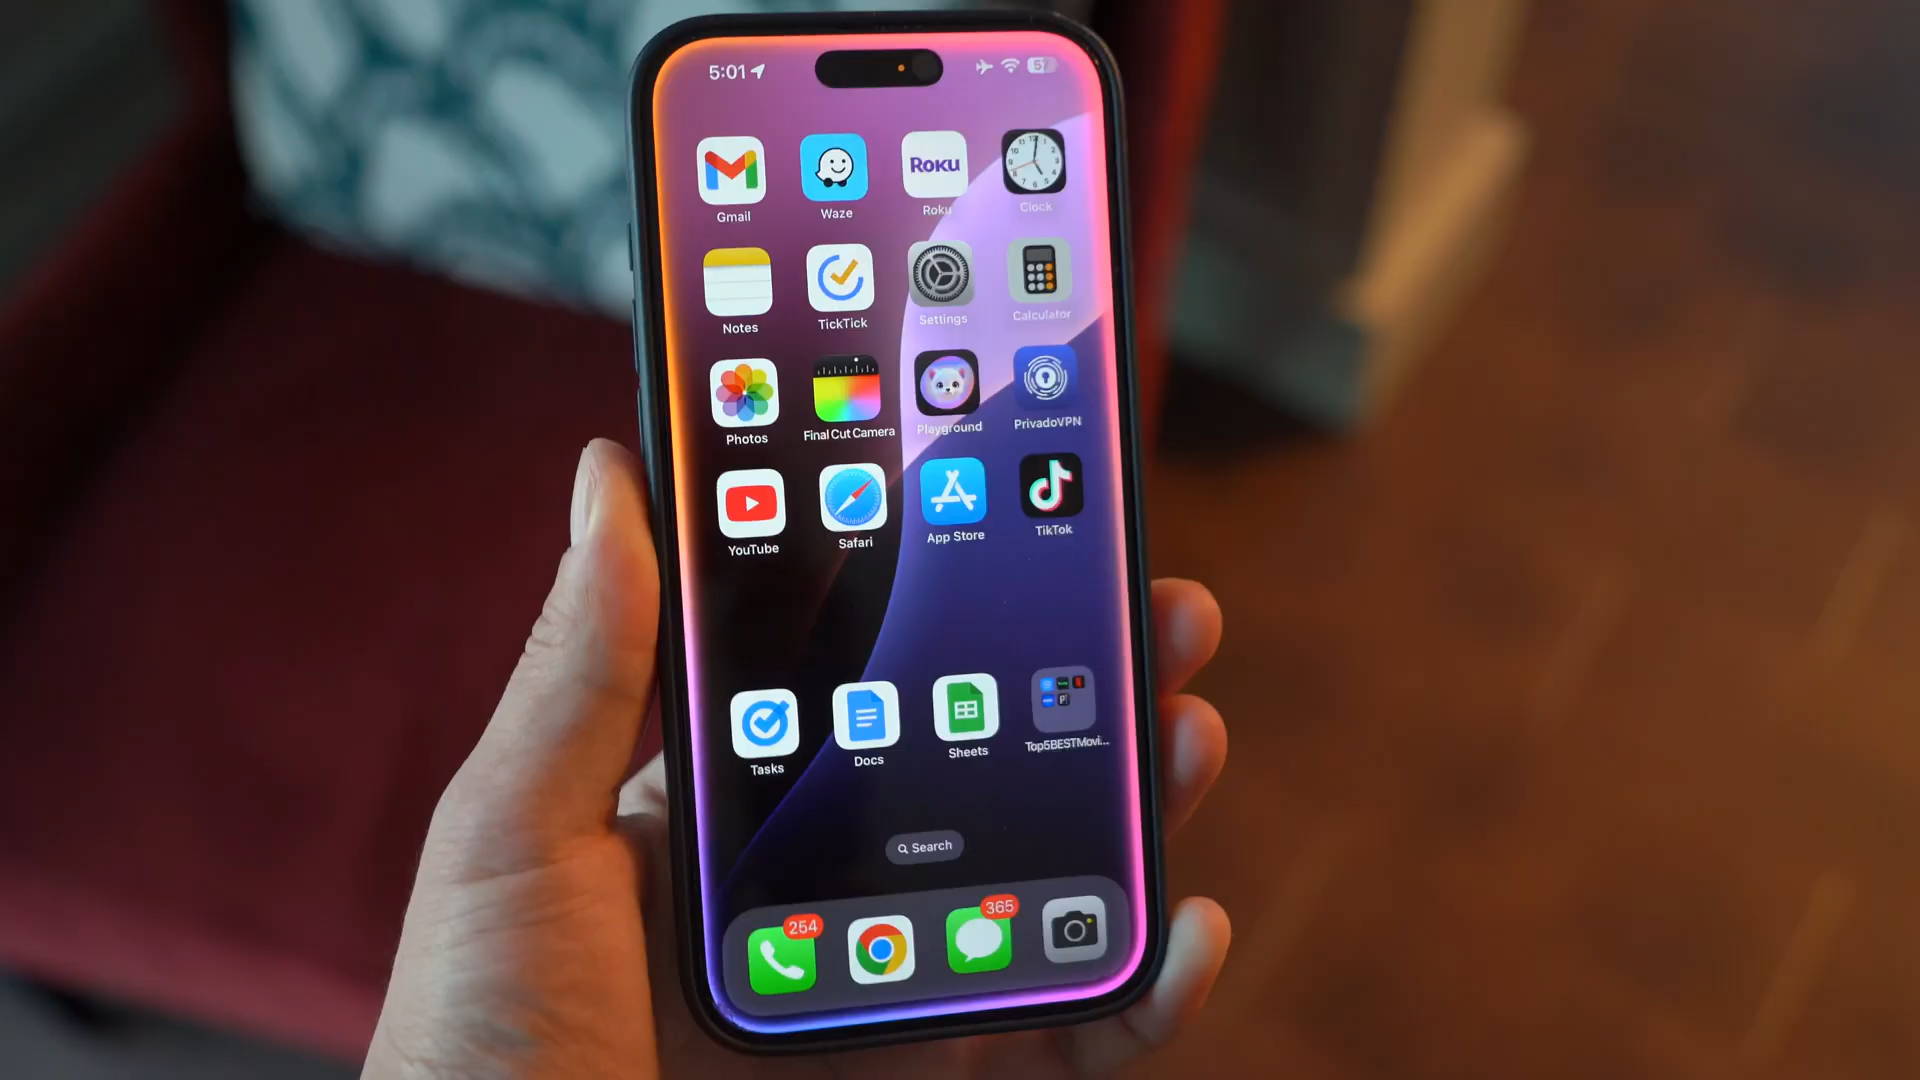 5:01 57
Roku
Gmail Waze Roku Clock
Notes TickTick Settings Calculator
Photos Final Cut Camera Playground PrivadoVPN
YouTube Safari App Store TikTok
Tasks Docs Sheets Top5BESTMovi...
Search
254 365